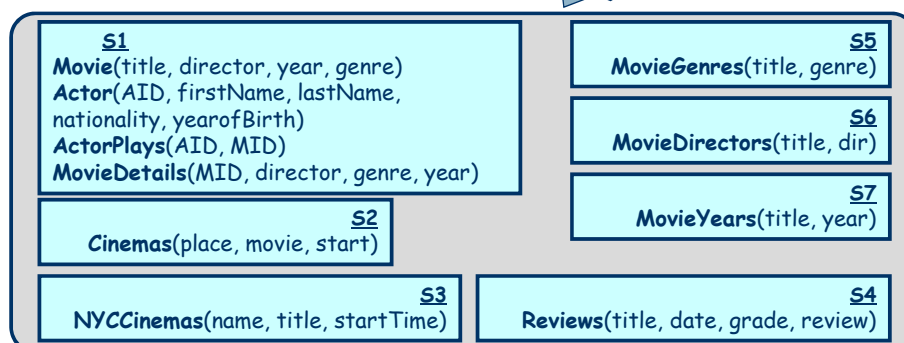 S1
Movie(title, director, year, genre)
Actor(AID, firstName, lastName,
nationality, yearofBirth)
ActorPlays(AID, MID)
MovieDetails(MID, director, genre, year)
S2
Cinemas(place, movie, start)
S3
NYCCinemas(name, title, startTime)
S5
MovieGenres(title, genre)
S6
MovieDirectors(title, dir)
S7
MovieYears(title, year)
S4
Reviews(title, date, grade, review)